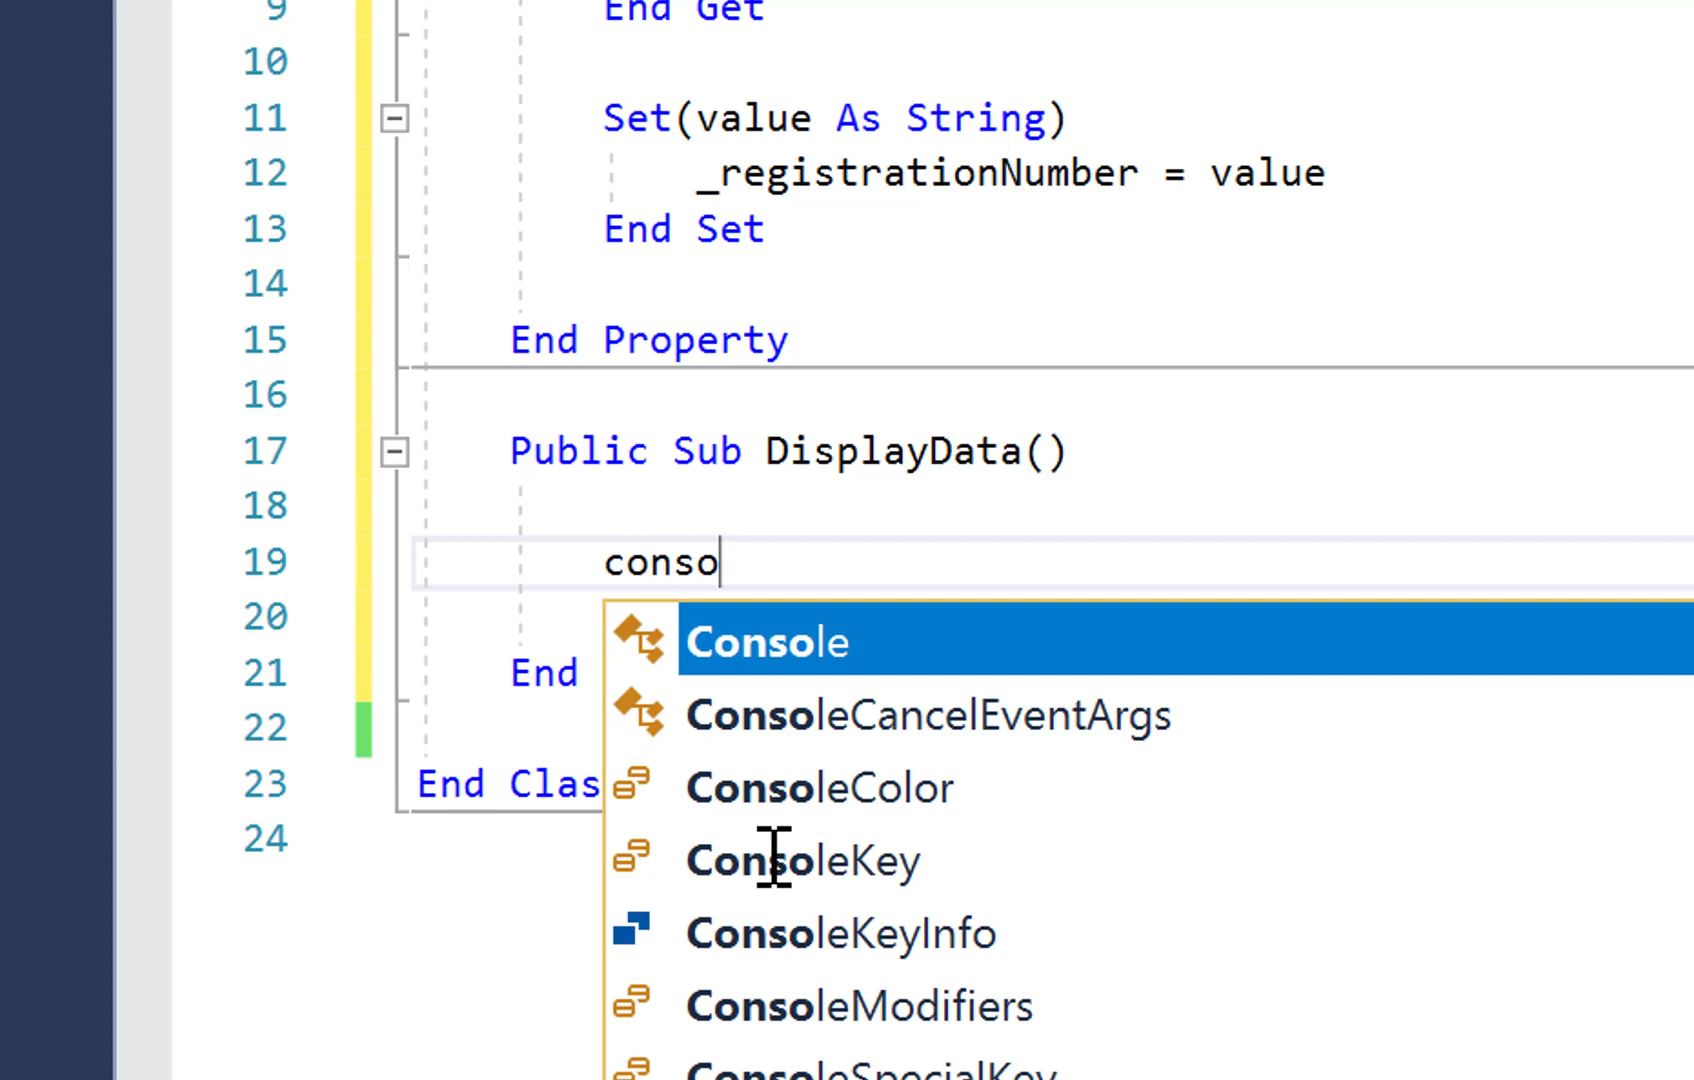 9 End Get
10
11 Set(value As String)
12 _registrationNumber = value
13 End Set
14
15 End Property
16
17 Public Sub DisplayData()
18
19 conso
20
Console
21 End
ConsoleCancelEventArgs
22
23 End Clas
ConsoleColor
24
ConsoleKey
ConsoleKeyInfo
ConsoleModifiers
ConsoleSpecialKey